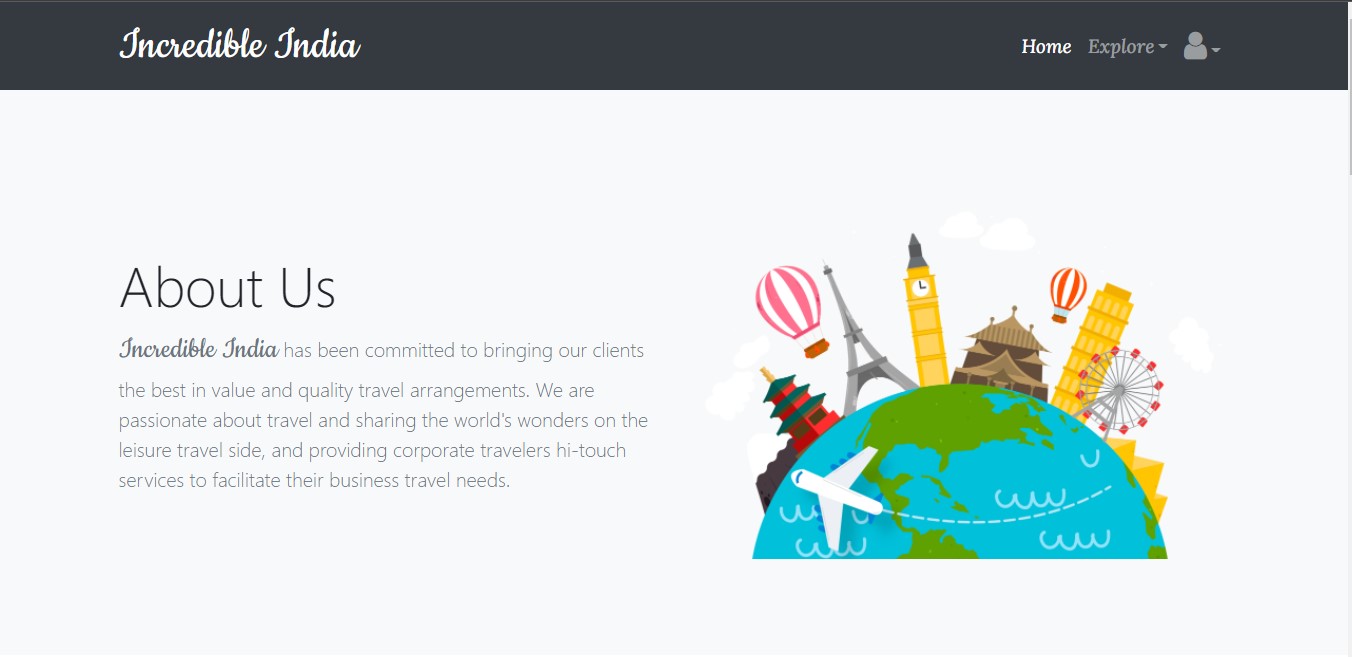 Incredible India
Home Explore
About Us
Incredible India has been committed to bringing our clients
the best in value and quality travel arrangements. We are
passionate about travel and sharing the world's wonders on the
leisure travel side, and providing corporate travelers hi-touch
services to facilitate their business travel needs.